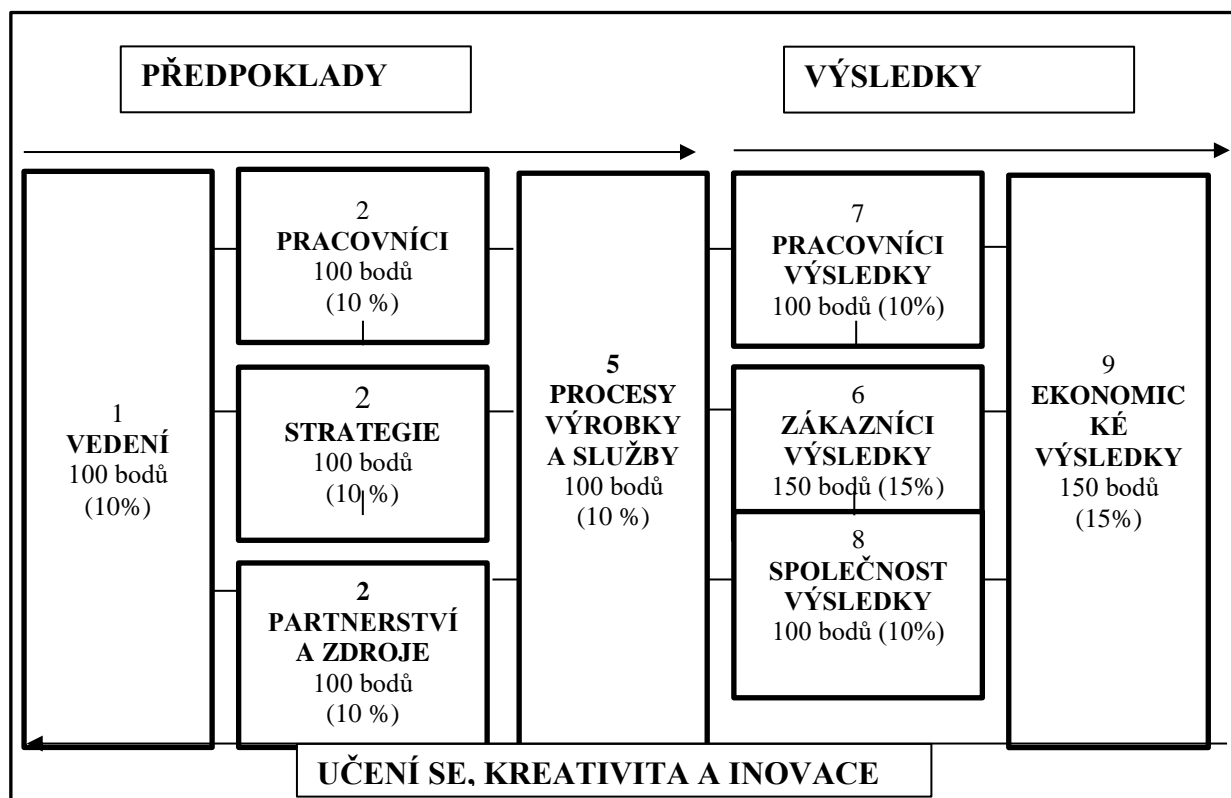 PŘEDPOKLADY
VÝSLEDKY
1
VEDENÍ
100 bodů
(10%)
2
PRACOVNÍCI
100 bodů
(10 %)
2
STRATEGIE
100 bodů
(10 %)
2
PARTNERSTVÍ
A ZDROJE
100 bodů
(10 %)
5
PROCESY
VÝROBKY
A SLUŽBY
100 bodů
(10 %)
7
PRACOVNÍCI
VÝSLEDKY
100 bodů (10%)
6
ZÁKAZNÍCI
VÝSLEDKY
150 bodů (15%)
8
SPOLEČNOST
VÝSLEDKY
100 bodů (10%)
9
EKONOMIC
KÉ
VÝSLEDKY
150 bodů
(15%)
UČENÍ SE, KREATIVITA A INOVACE